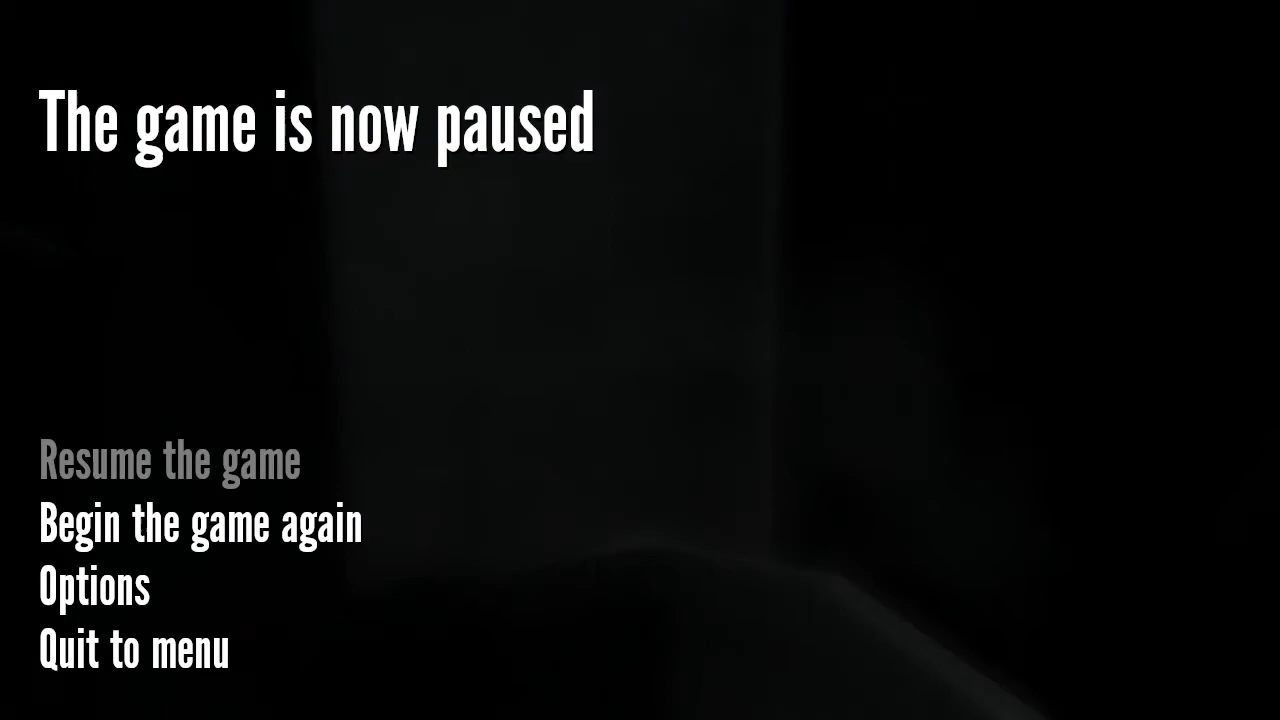 The game is now paused
Resume the game
Begin the game again
Options
Quit to menu